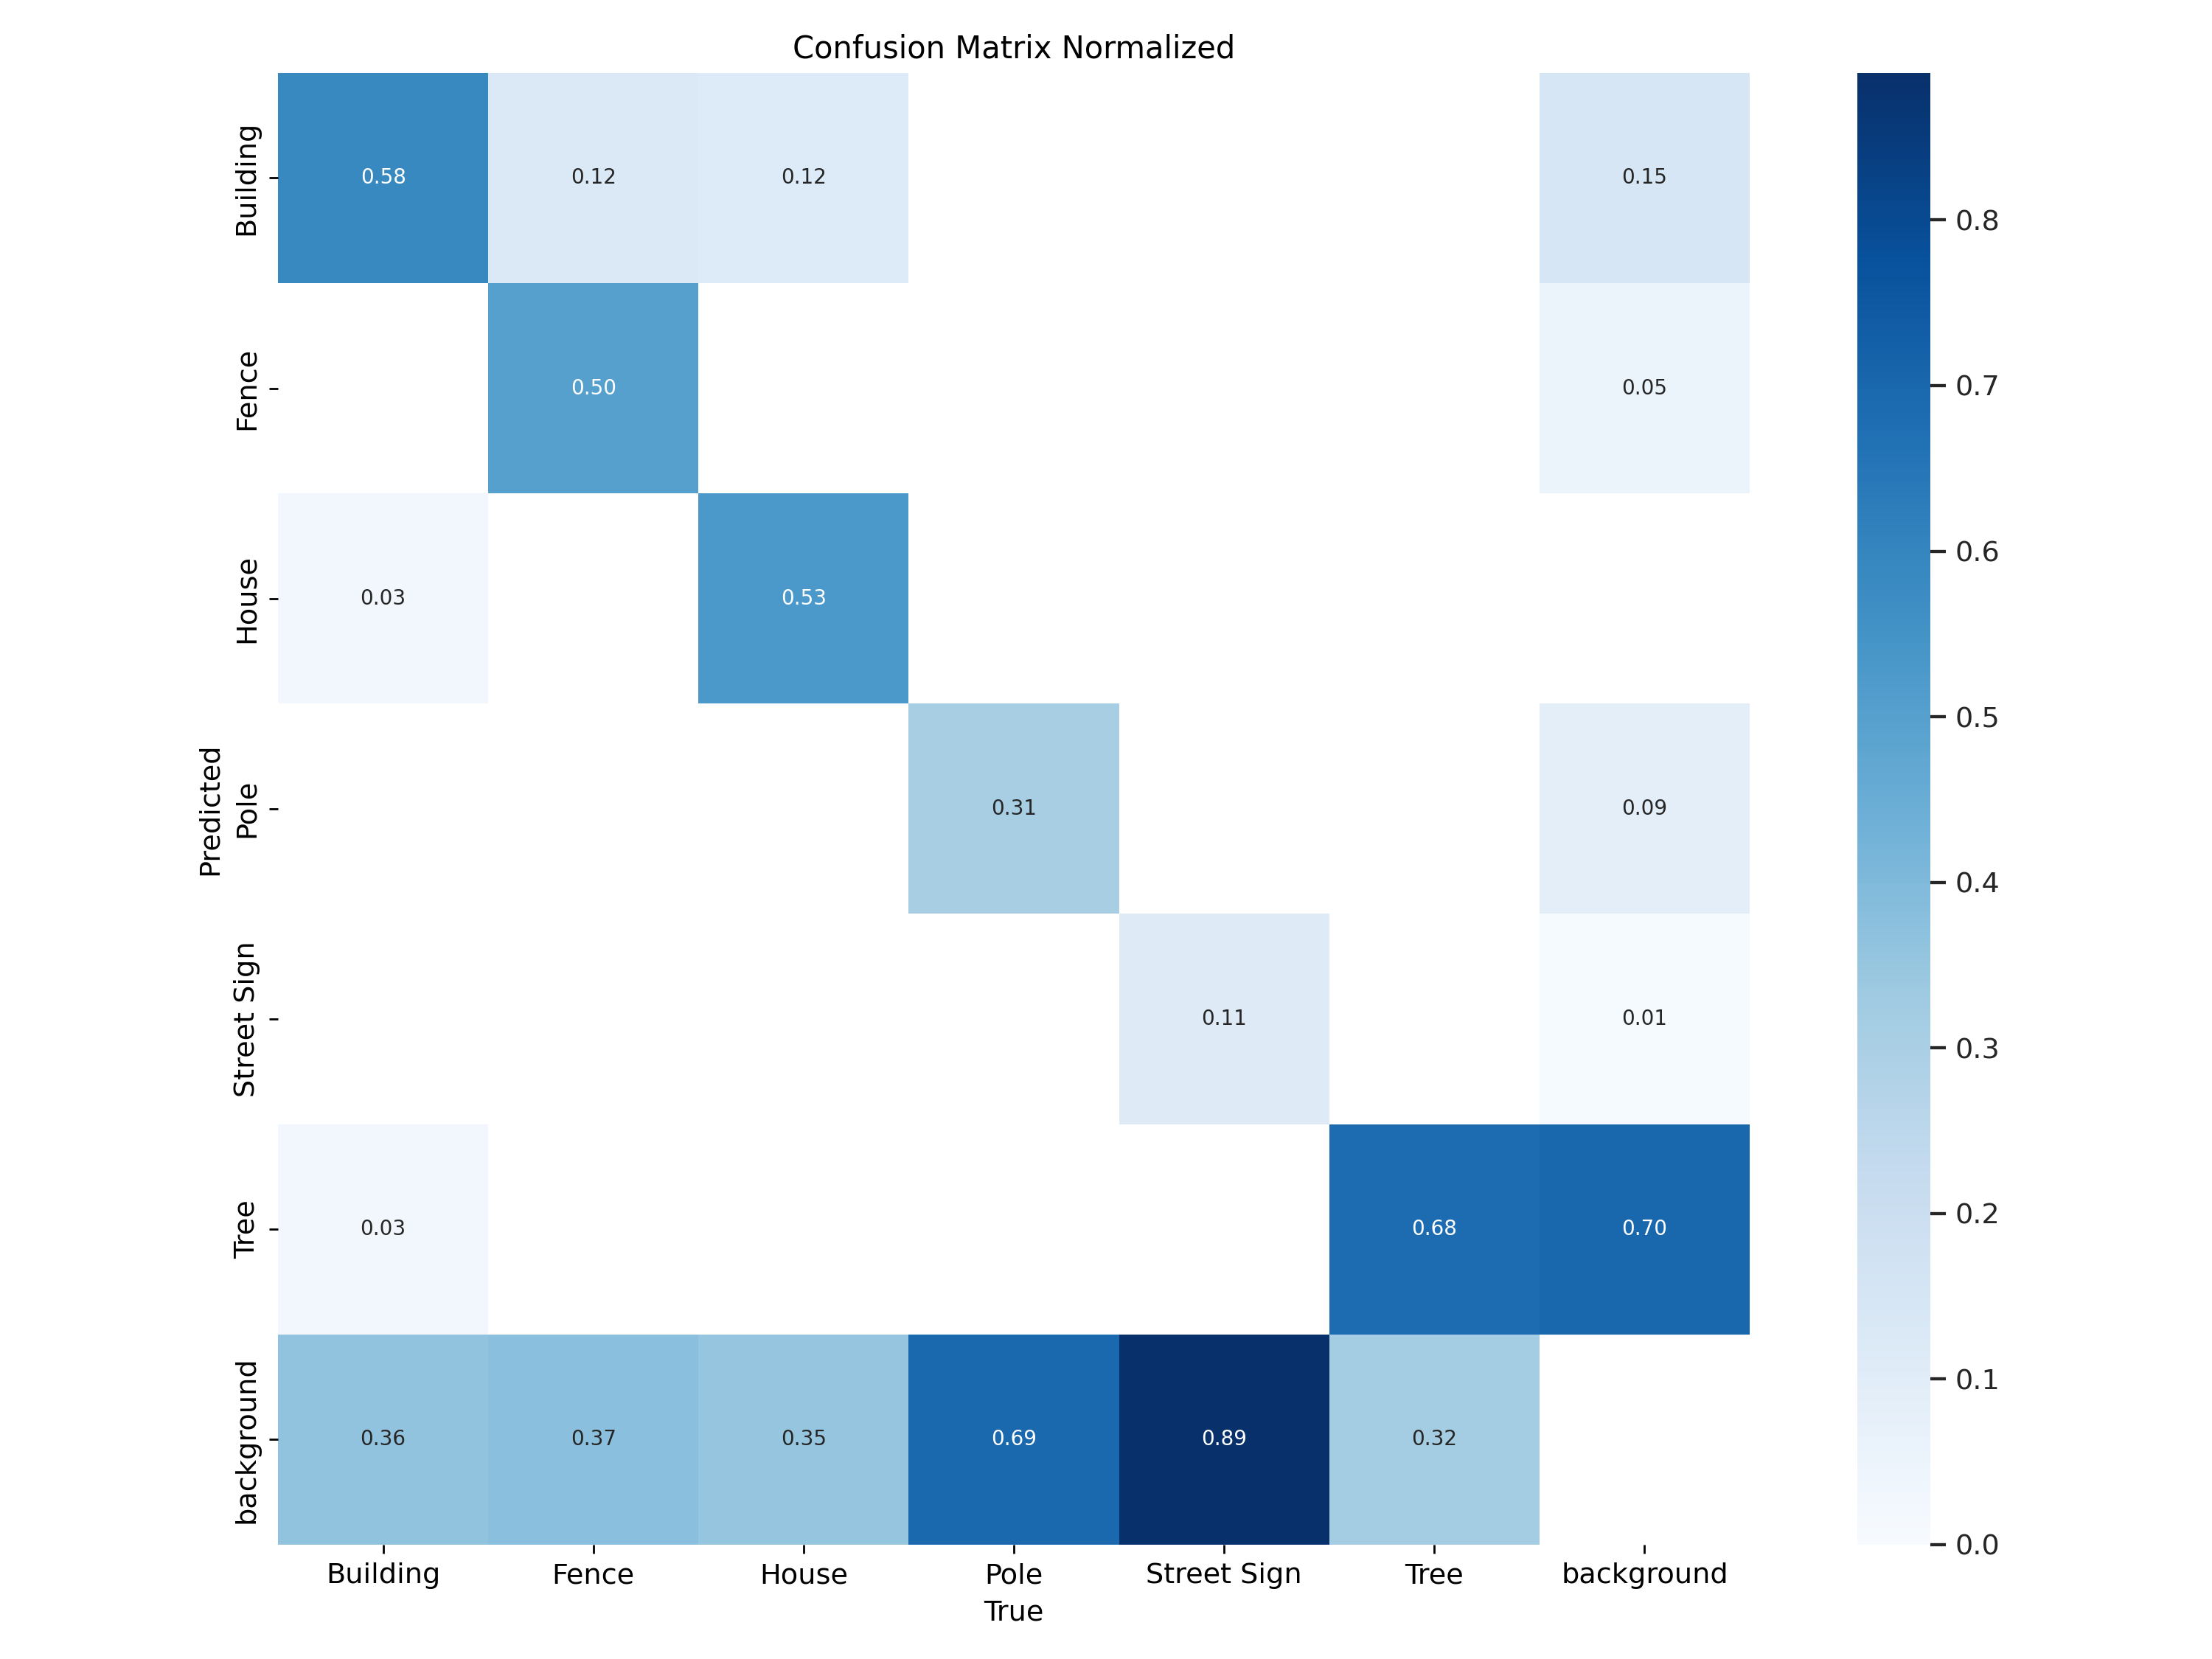 Confusion Matrix Normalized
Predicted
Building 0.58 0.12 0.12 0.15
Fence 0.50 0.05
House 0.03 0.53
Pole 0.31 0.09
Street Sign 0.11 0.01
Tree 0.03 0.68 0.70
background 0.36 0.37 0.35 0.69 0.89 0.32
Building Fence House Pole Street Sign Tree background
True
0.8
0.7
0.6
0.5
0.4
0.3
0.2
0.1
0.0